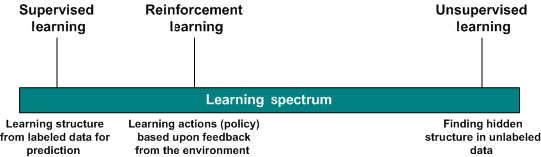 Supervised
learning
Reinforcement
learning
Unsupervised
learning
Learning spectrum
Learning structure
from labeled data for
prediction
Learning actions (policy)
based upon feedback
from the environment
Finding hidden
structure in unlabeled
data